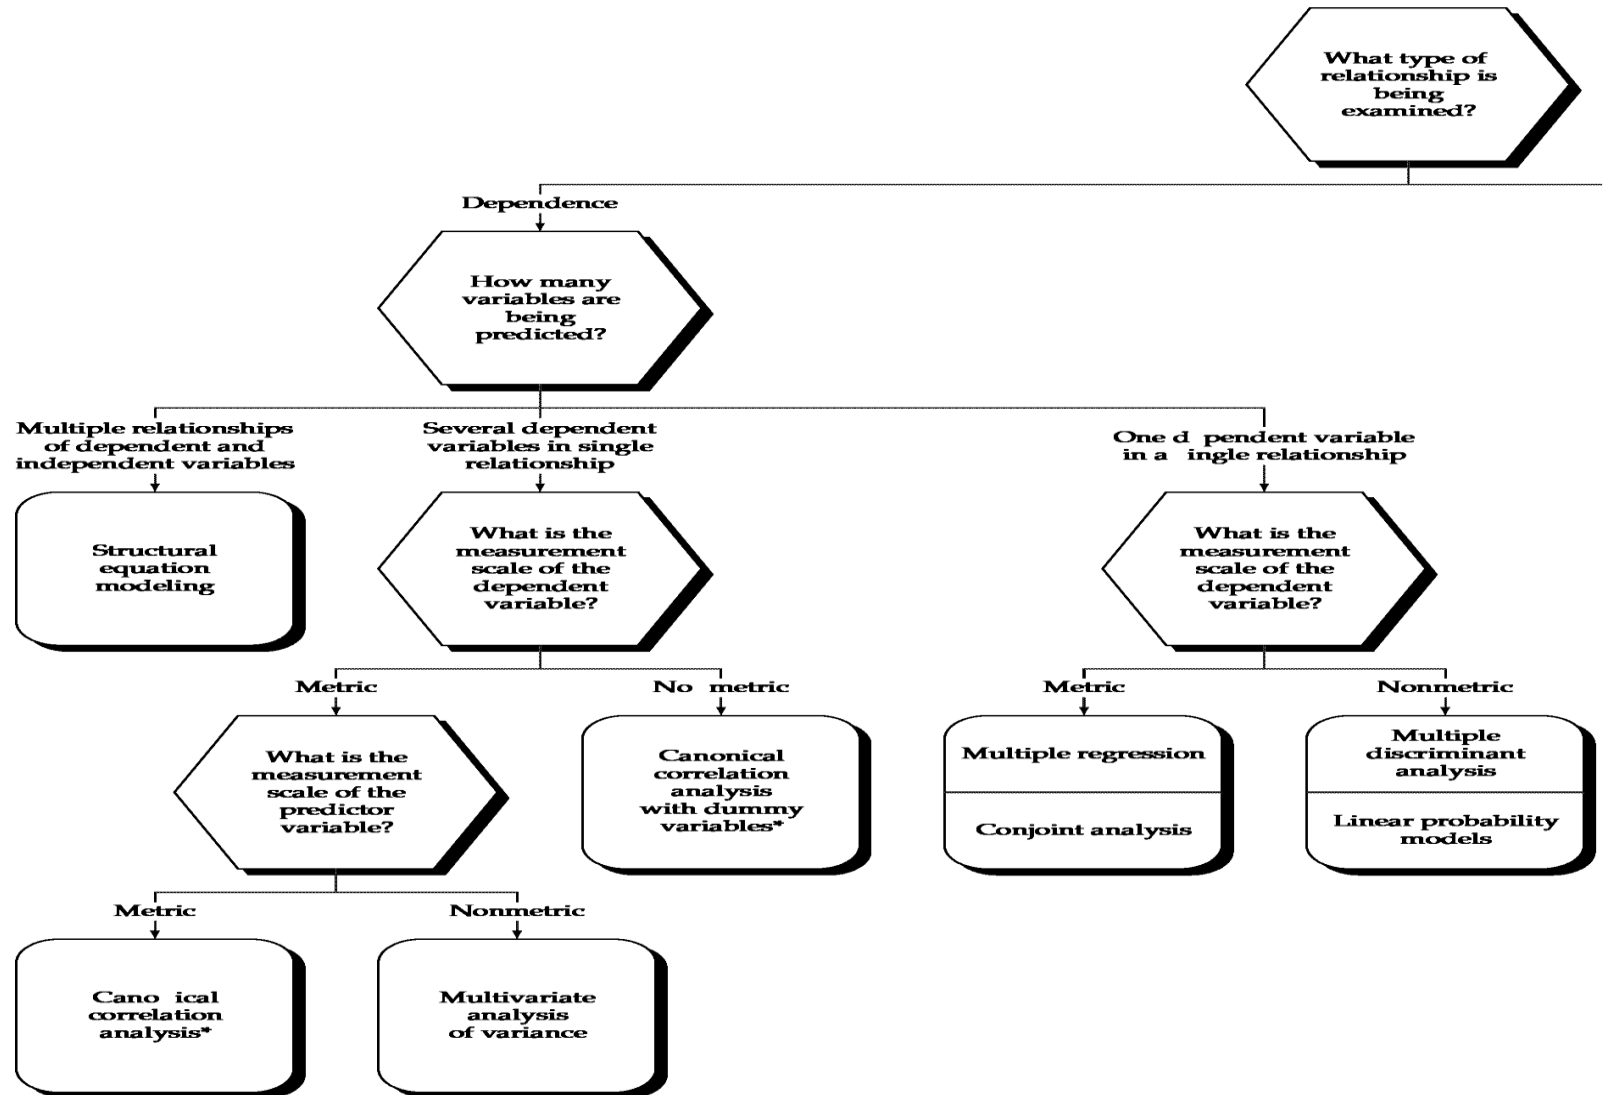 What type of
relationship is
being
examined?
Dependence
How many
variables are
being
predicted?
Multiple relationships
of dependent and
independent variables
Several dependent
variables in single
relationship
One d pendent variable
in a ingle relationship
Structural
equation
modeling
What is the
measurement
scale of the
dependent
variable?
What is the
measurement
scale of the
dependent
variable?
Metric
No metric
Metric
Nonmetric
What is the
measurement
scale of the
predictor
variable?
Canonical
correlation
analysis
with dummy
variables*
Multiple regression
Conjoint analysis
Multiple
discriminant
analysis
Linear probability
models
Metric
Nonmetric
Cano ical
correlation
analysis*
Multivariate
analysis
of variance